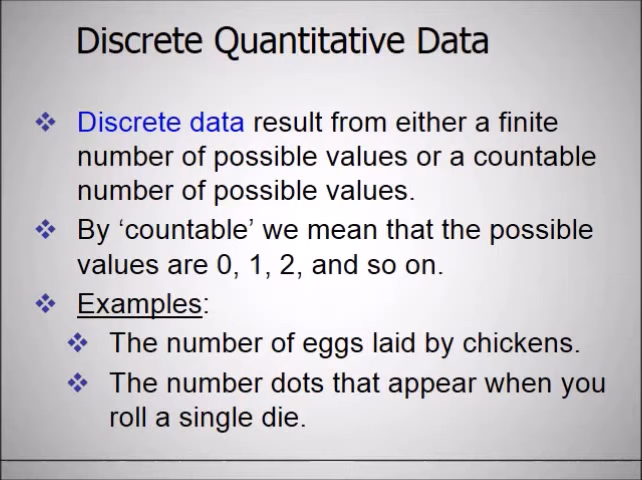 Discrete Quantitative Data
Discrete data result from either a finite
number of possible values or a countable
number of possible values.
By ‘countable’ we mean that the possible
values are 0, 1, 2, and so on.
Examples:
The number of eggs laid by chickens.
The number dots that appear when you
roll a single die.